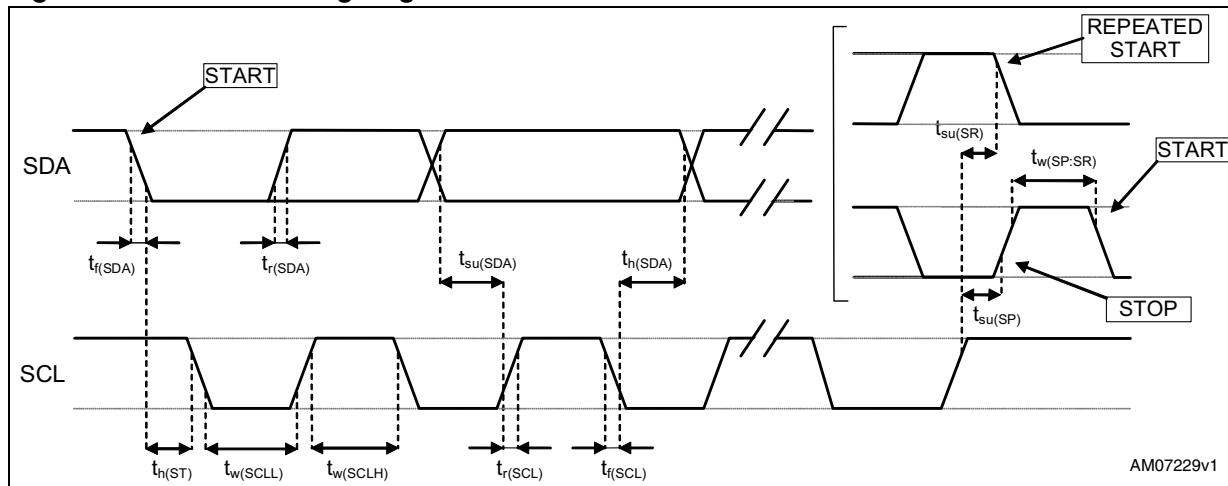 START
SDA
t_f(SDA)
t_r(SDA)
t_su(SDA)
t_h(SDA)
REPEATED
START
t_su(SR)
t_w(SP:SR)
START
t_su(SP)
STOP
SCL
t_h(ST)
t_w(SCLL)
t_w(SCLH)
t_r(SCL)
t_f(SCL)
AM07229v1